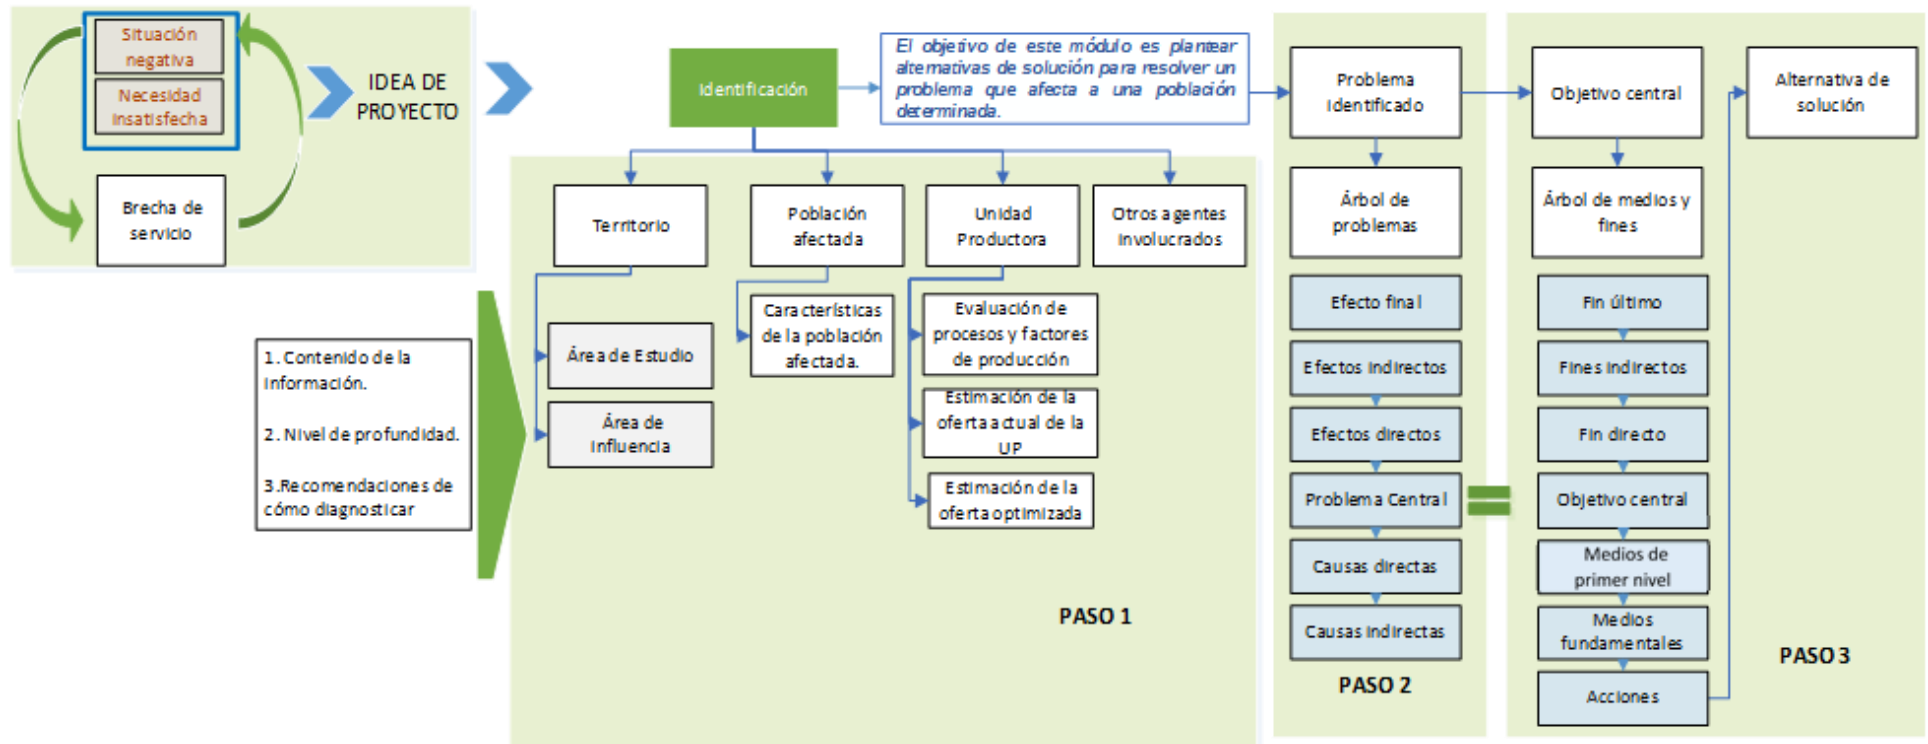 Situación
negativa
Necesidad
insatisfecha
Brecha de
servicio
IDEA DE
PROYECTO
Identificación
El objetivo de este módulo es plantear
alternativas de solución para resolver un
problema que afecta a una población
determinada.
1. Contenido de la
información.
2. Nivel de profundidad.
3.Recomendaciones de
cómo diagnosticar
Territorio
Área de Estudio
Área de
influencia
Población
afectada
Características
de la población
afectada.
Unidad
Productora
Evaluación de
procesos y factores
de producción
Estimación de la
oferta actual de la
UP
Estimación de la
oferta optimizada
Otros agentes
involucrados
PASO 1
Problema
identificado
Árbol de
problemas
Efecto final
Efectos indirectos
Efectos directos
Problema Central
Causas directas
Causas indirectas
PASO 2
Objetivo central
Árbol de medios y
fines
Fin último
Fines indirectos
Fin directo
Objetivo central
Medios de
primer nivel
Medios
fundamentales
Acciones
Alternativa de
solución
PASO 3